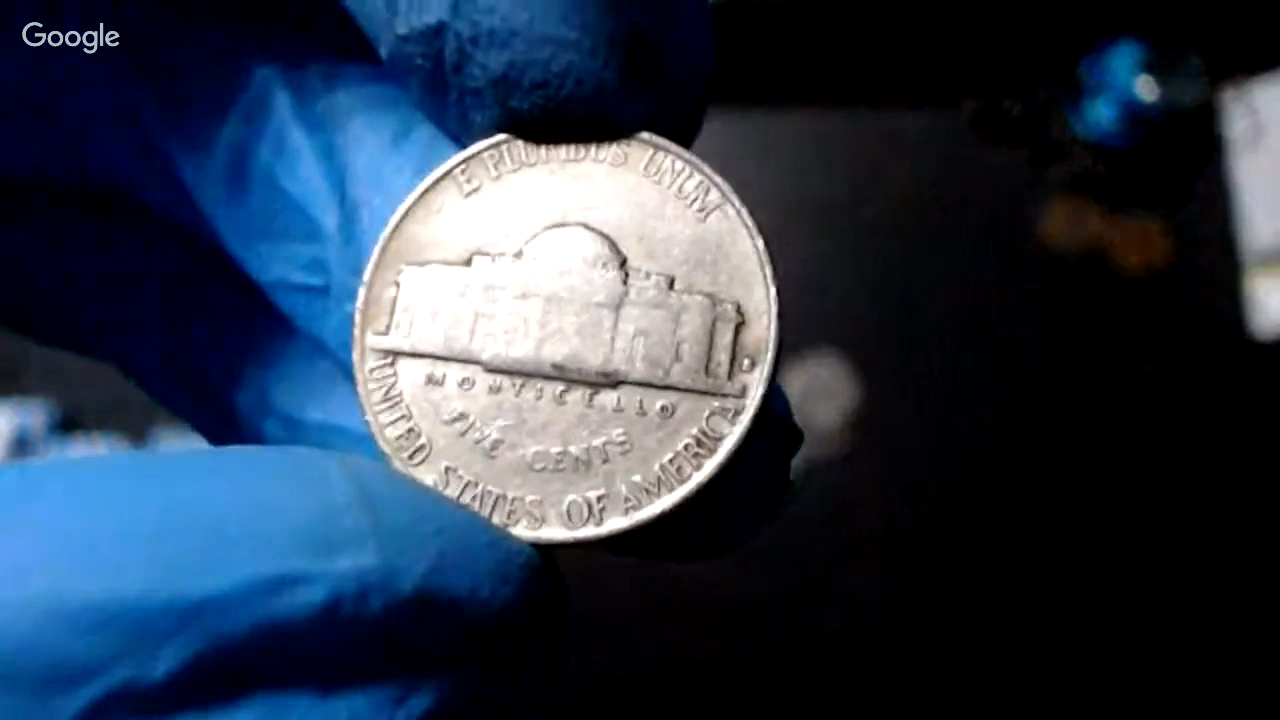 Google
E PLURIBUS UNUM
MONTICELLO
FIVE CENTS
UNITED STATES OF AMERICA